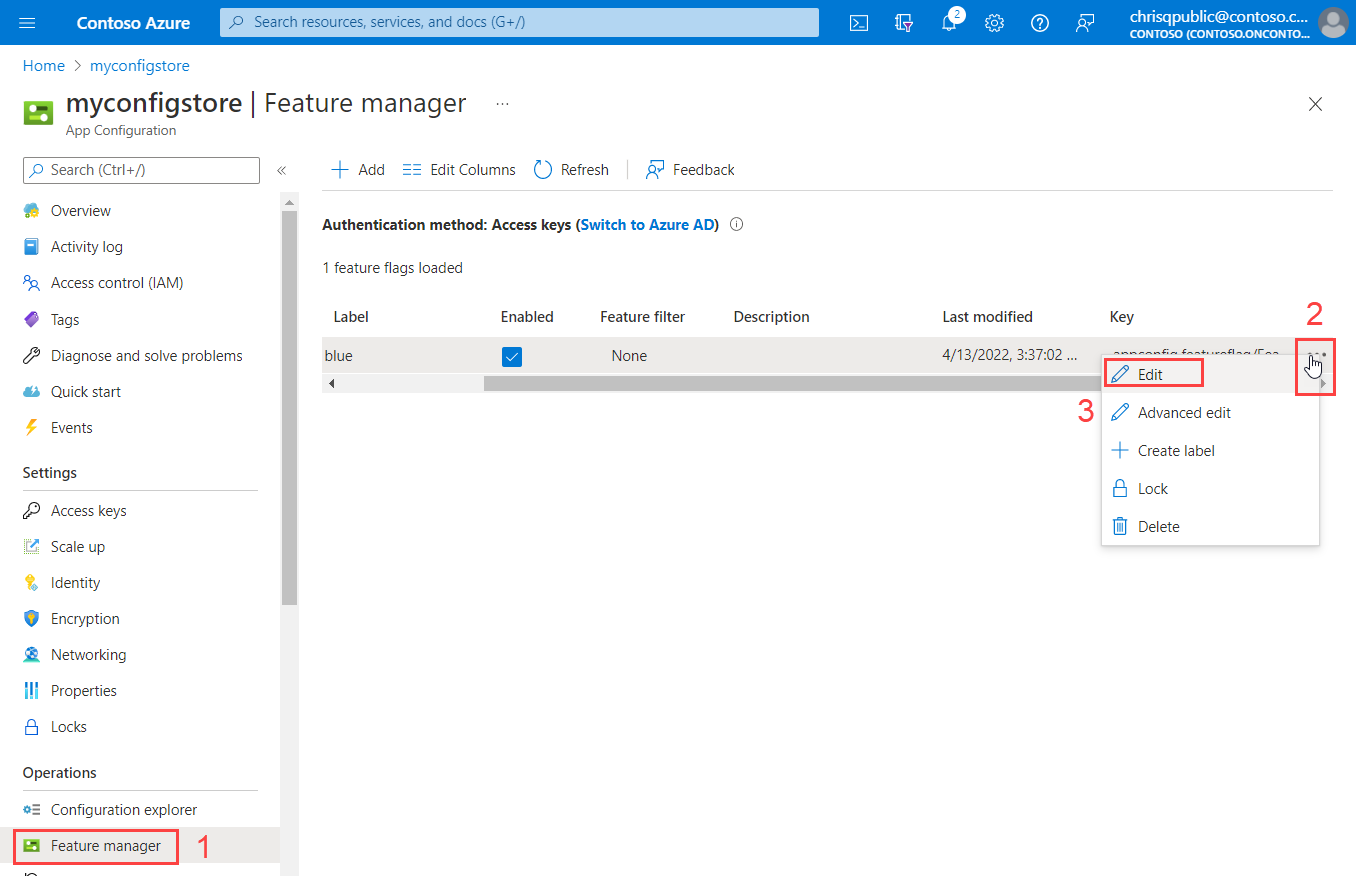 Contoso Azure
Search resources, services, and docs (G+/)
2
chrisqpublic@contoso.c...
CONTOSO (CONTOSO.ONCONTO...
Home > myconfigstore
myconfigstore | Feature manager ...
App Configuration
Search (Ctrl+/)
«
Overview
Activity log
Access control (IAM)
Tags
Diagnose and solve problems
Quick start
Events
Settings
Access keys
Scale up
Identity
Encryption
Networking
Properties
Locks
Operations
Configuration explorer
Feature manager
1
Add
Edit Columns
Refresh
Feedback
Authentication method: Access keys (Switch to Azure AD)
1 feature flags loaded
Label Enabled Feature filter Description Last modified Key
2
blue None 4/13/2022, 3:37:02 ... .appconfig.featureflag/Fea...
3
Edit
Advanced edit
Create label
Lock
Delete